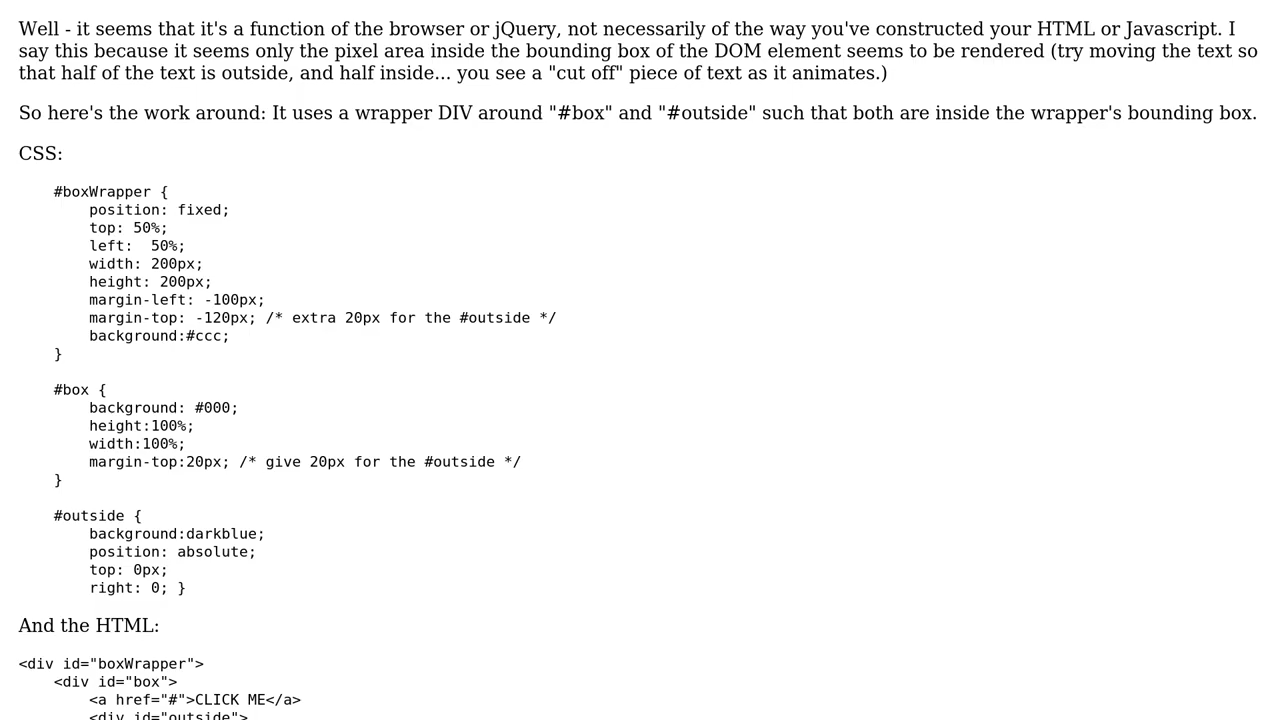 Well - it seems that it's a function of the browser or jQuery, not necessarily of the way you've constructed your HTML or Javascript. I
say this because it seems only the pixel area inside the bounding box of the DOM element seems to be rendered (try moving the text so
that half of the text is outside, and half inside... you see a "cut off" piece of text as it animates.)
So here's the work around: It uses a wrapper DIV around "#box" and "#outside" such that both are inside the wrapper's bounding box.
CSS:
#boxWrapper {
position: fixed;
top: 50%;
left:  50%;
width: 200px;
height: 200px;
margin-left: -100px;
margin-top: -120px; /* extra 20px for the #outside */
background:#ccc;
}
#box {
background: #000;
height:100%;
width:100%;
margin-top:20px; /* give 20px for the #outside */
}
#outside {
background:darkblue;
position: absolute;
top: 0px;
right: 0; }
And the HTML:
<div id="boxWrapper">
<div id="box">
<a href="#">CLICK ME</a>
<div id="outside">